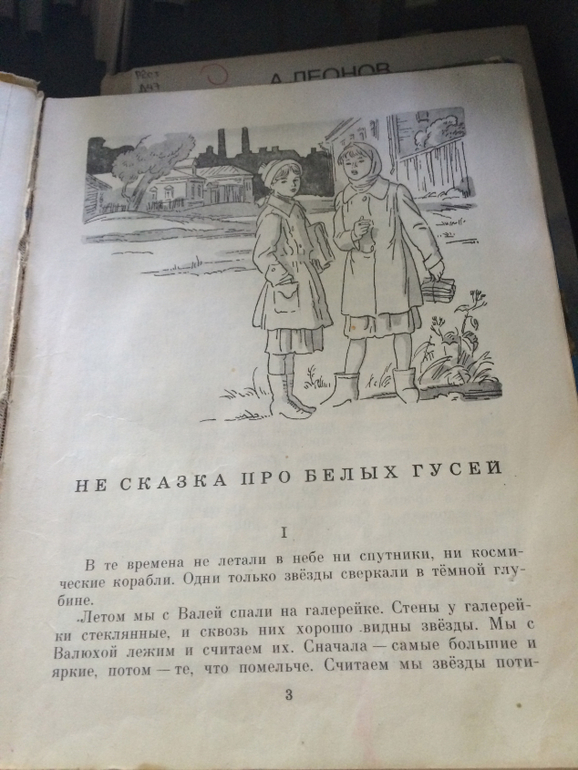 А ЛЕОНОВ
НЕ СКАЗКА ПРО БЕЛЫХ ГУСЕЙ
I
В те времена не летали в небе ни спутники, ни косми-
ческие корабли. Одни только звёзды сверкали в тёмной глу-
бине.
Летом мы с Валей спали на галерейке. Стены у галерей-
ки стеклянные, и сквозь них хорошо видны звёзды. Мы с
Валюхой лежим и считаем их. Сначала — самые большие и
яркие, потом — те, что помельче. Считаем мы звёзды поти-
3